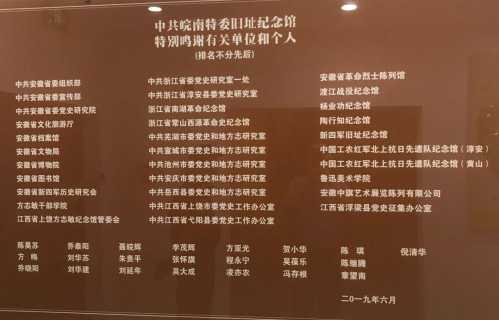 中共皖南特委旧址纪念馆
特别鸣谢有关单位和个人
(排名不分先后)
中共安徽省委组织部
中共安徽省委宣传部
中共安徽省委党史研究院
安徽省文化旅游厅
安徽省档案馆
安徽省文物局
安徽省博物院
安徽省图书馆
安徽省新四军历史研究会
方志敏干部学院
江西省上饶方志敏纪念馆管委会
中共浙江省委党史研究室一处
中共浙江省淳安县委党史研究室
浙江省南湖革命纪念馆
浙江省常山西源革命史纪念馆
中共芜湖市委党史和地方志研究室
中共宣城市委党史和地方志研究室
中共池州市委党史和地方志研究室
中共安庆市委党史和地方志研究室
中共岳西县委党史和地方志研究室
中共江西省上饶市委党史工作办公室
中共江西省弋阳县委党史工作办公室
安徽省革命烈士陈列馆
渡江战役纪念馆
杨业功纪念馆
陶行知纪念馆
新四军旧址纪念馆
中国工农红军北上抗日先遣队纪念馆（淳安）
中国工农红军北上抗日先遣队纪念馆（黄山）
鲁迅美术学院
安徽中旗艺术展览陈列有限公司
江西省浮梁县党史征集办公室
陈昊苏 乔泰阳 聂皖辉 李茂辉 方亚光 贺小华 陈琪 倪清华
方梅 刘华苏 朱贵平 张怀旗 程永宁 吴葆乐 陈皿腾
乔晓阳 刘华建 刘延年 吴大成 凌亦农 冯存根 章望南
二〇一九年六月